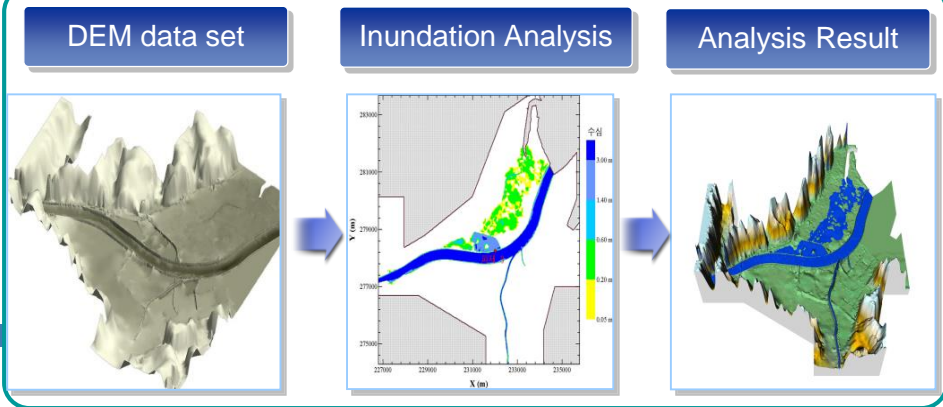 DEM data set
Inundation Analysis
Analysis Result
수심
283000
281000
279000
277000
275000
Y (m)
3.00 m
1.40 m
0.60 m
0.20 m
0.05 m
227000
229000
231000
233000
235000
X (m)